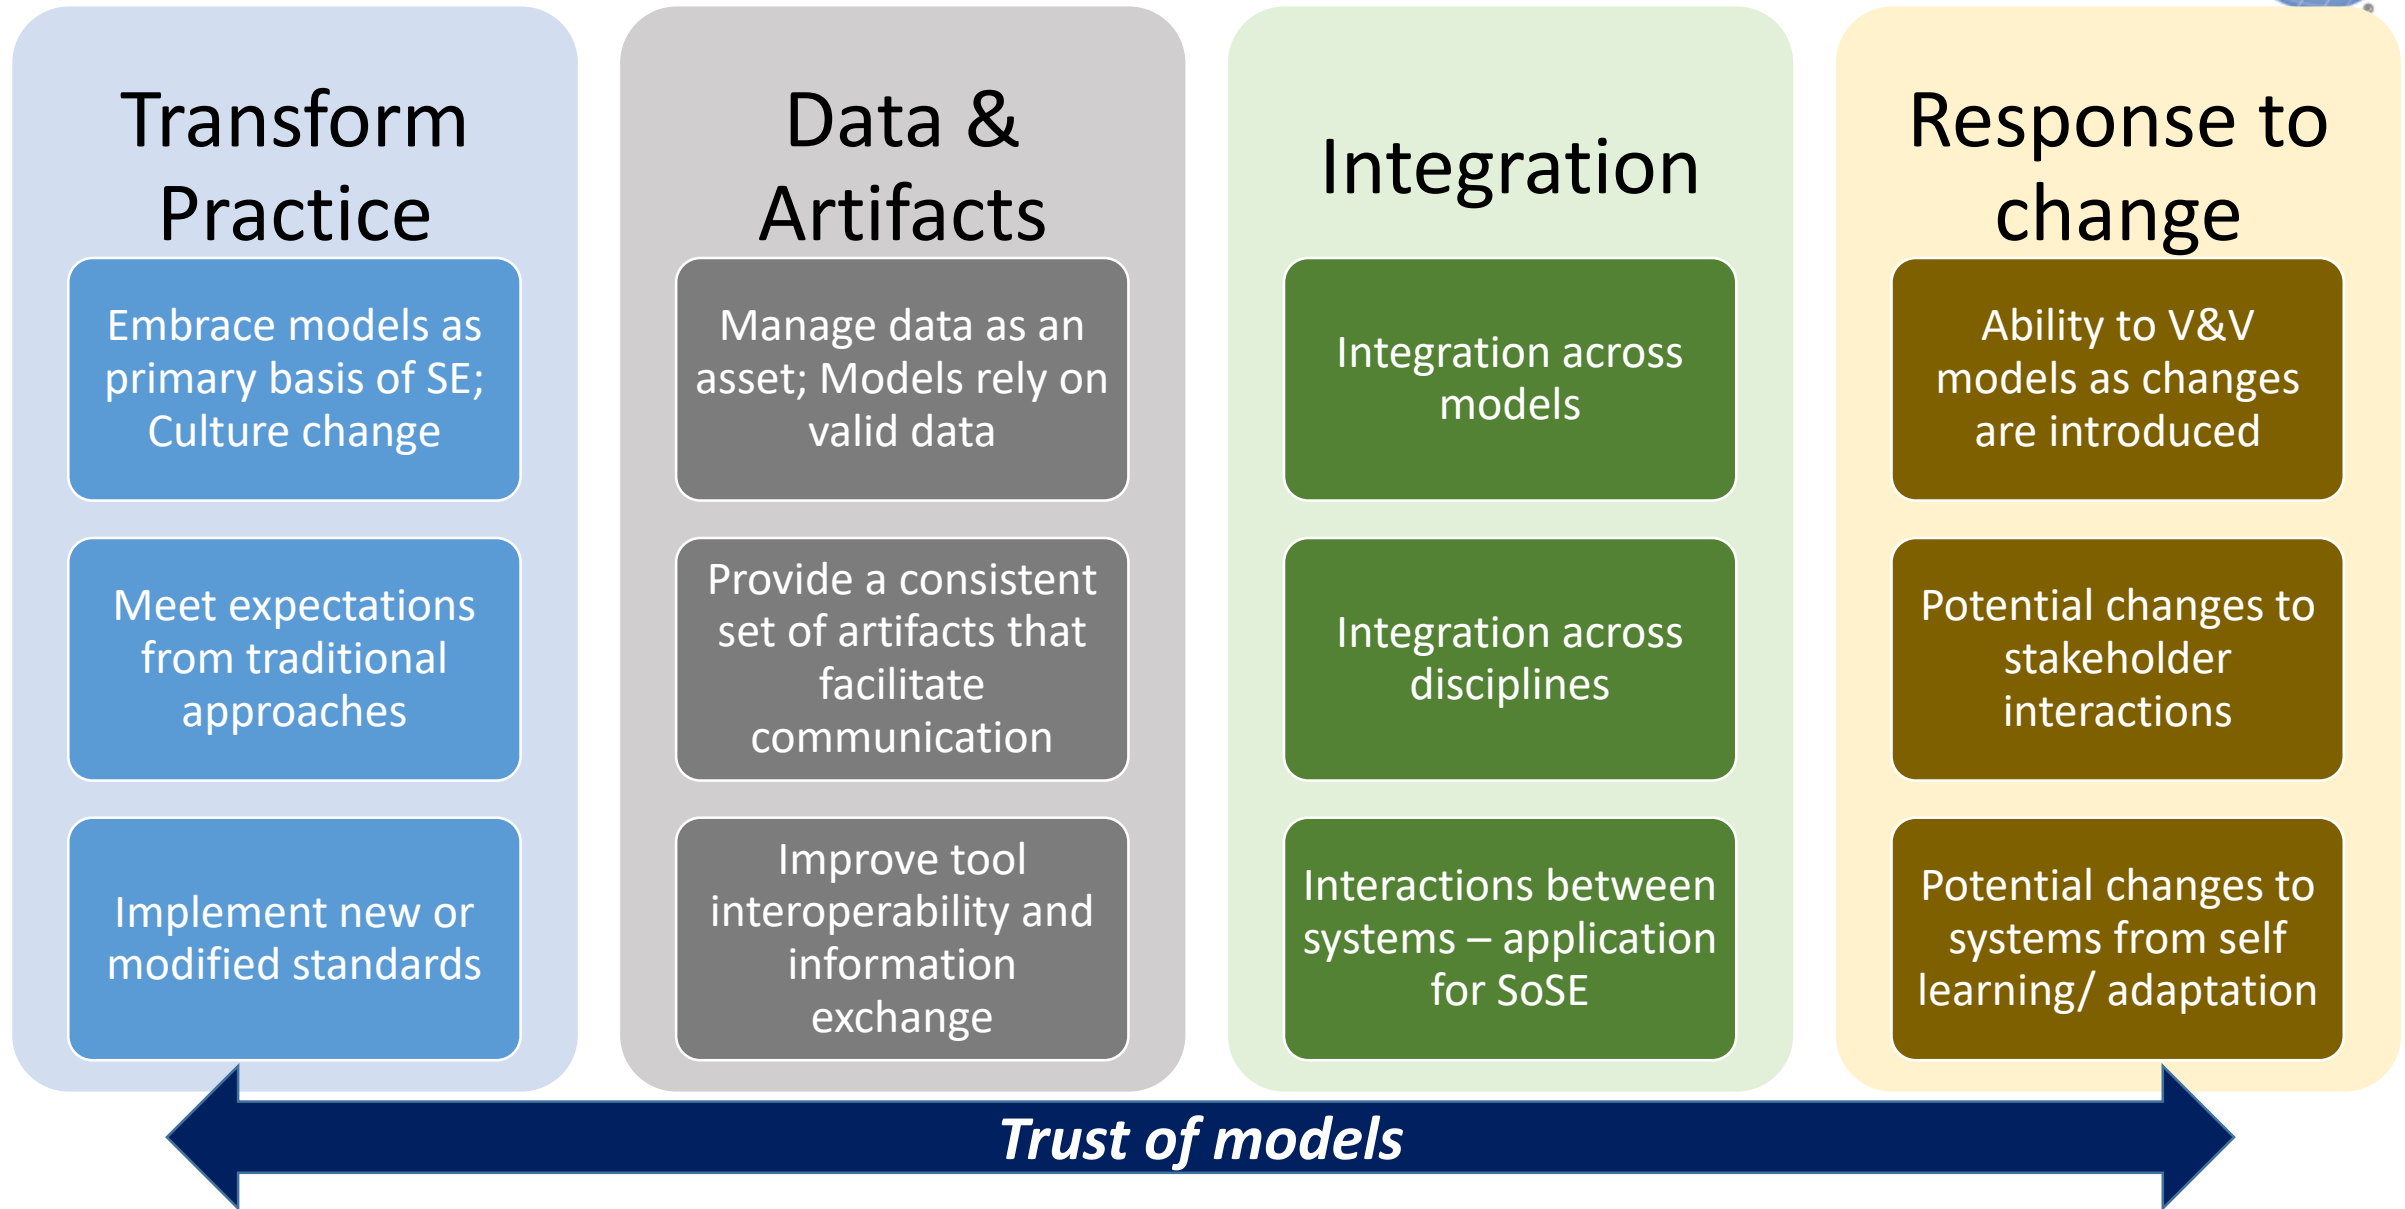 Transform
Practice
Embrace models as
primary basis of SE;
Culture change
Meet expectations
from traditional
approaches
Implement new or
modified standards
Data &
Artifacts
Manage data as an
asset; Models rely on
valid data
Provide a consistent
set of artifacts that
facilitate
communication
Improve tool
interoperability and
information
exchange
Integration
Integration across
models
Integration across
disciplines
Interactions between
systems – application
for SoSE
Response to
change
Ability to V&V
models as changes
are introduced
Potential changes to
stakeholder
interactions
Potential changes to
systems from self
learning/ adaptation
Trust of models